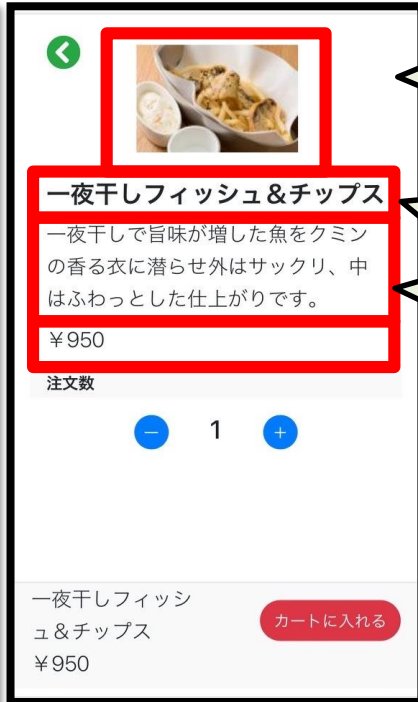 一夜干しフィッシュ＆チップス
一夜干しで旨味が増した魚をクミン
の香る衣に潜らせ外はサックリ、中
はふわっとした仕上がりです。
￥950
注文数
－ 1 ＋
一夜干しフィッシ
ュ＆チップス
カートに入れる
￥950